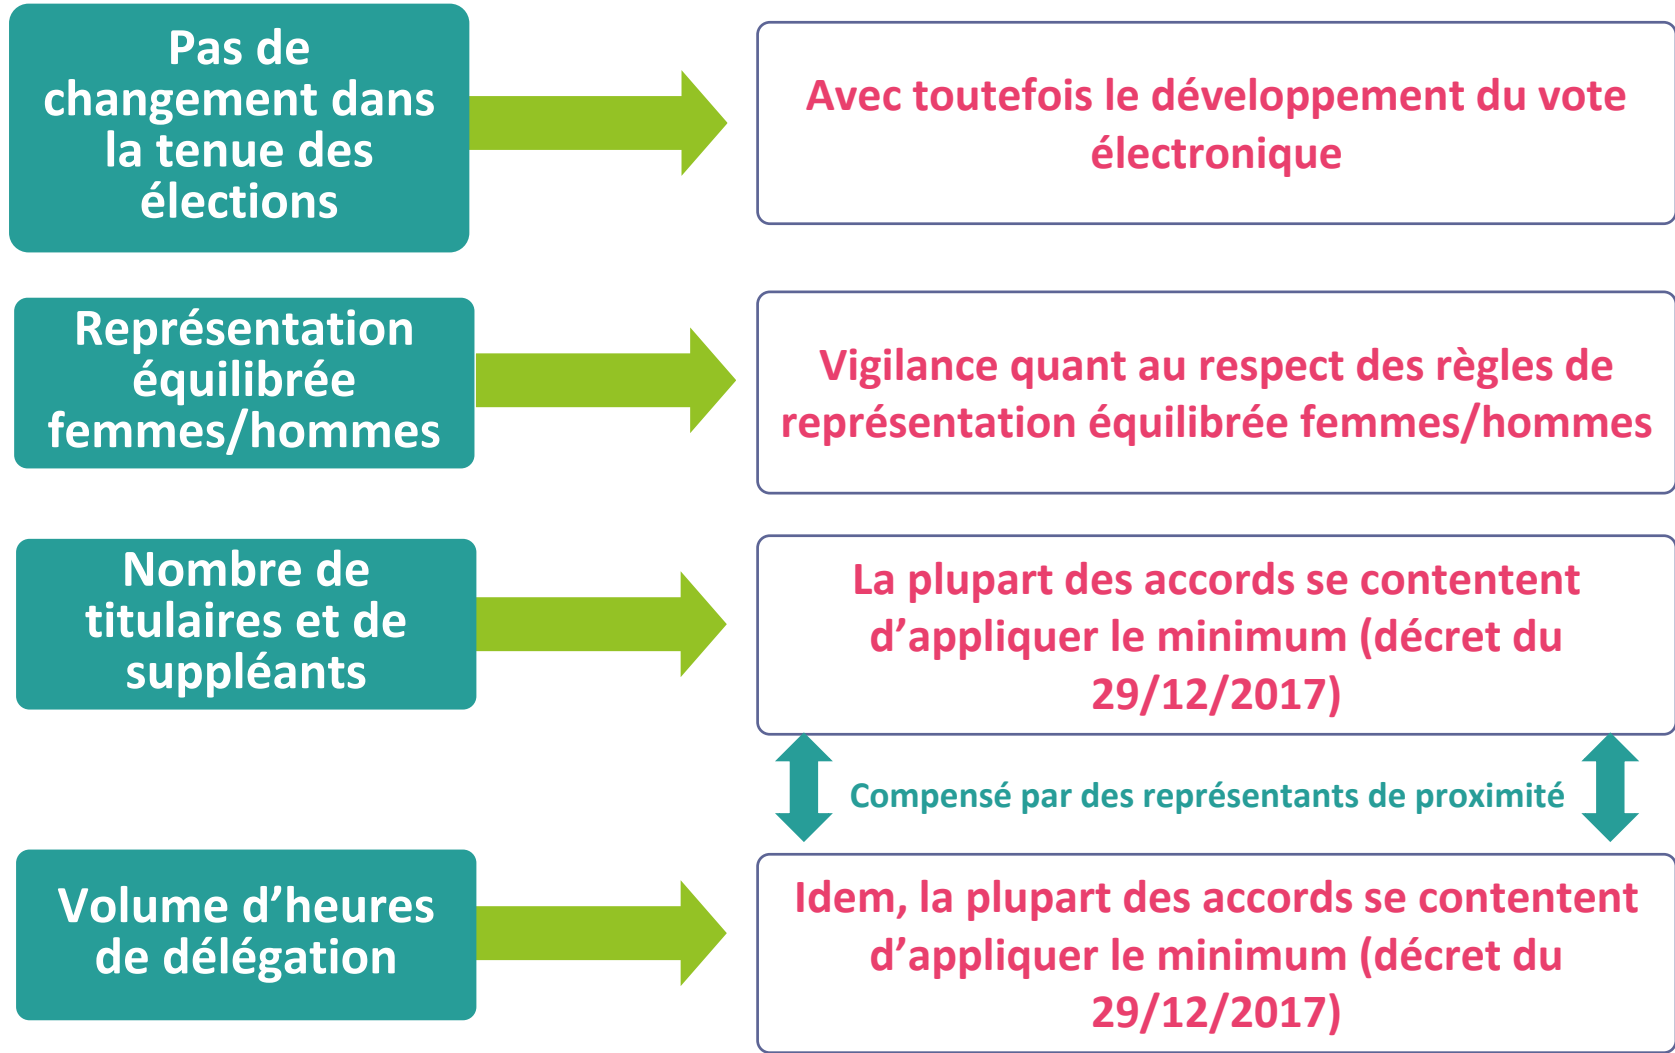 Pas de
changement dans
la tenue des
élections
Avec toutefois le développement du vote
électronique
Représentation
équilibrée
femmes/hommes
Vigilance quant au respect des règles de
représentation équilibrée femmes/hommes
Nombre de
titulaires et de
suppléants
La plupart des accords se contentent
d’appliquer le minimum (décret du
29/12/2017)
Compensé par des représentants de proximité
Volume d’heures
de délégation
Idem, la plupart des accords se contentent
d’appliquer le minimum (décret du
29/12/2017)